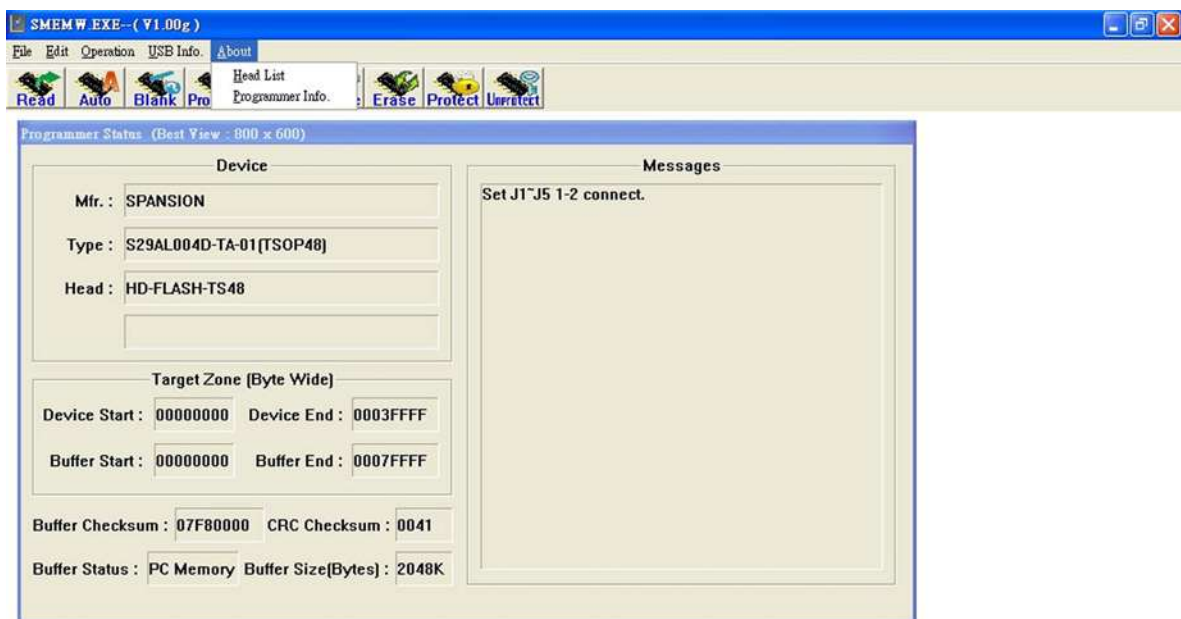 SMEMW.EXE--( V1.00g )
File Edit Operation USB Info. About
Head List
Programmer Info.
Read Auto Blank Pro e Erase Protect Unprotect
Programmer Status (Best View : 800 x 600)
Device
Mfr. : SPANSION
Type : S29AL004D-TA-01(TSOP48)
Head : HD-FLASH-TS48
Target Zone (Byte Wide)
Device Start : 00000000 Device End : 0003FFFF
Buffer Start : 00000000 Buffer End : 0007FFFF
Buffer Checksum : 07F80000 CRC Checksum : 0041
Buffer Status : PC Memory Buffer Size(Bytes) : 2048K
Messages
Set J1~J5 1-2 connect.